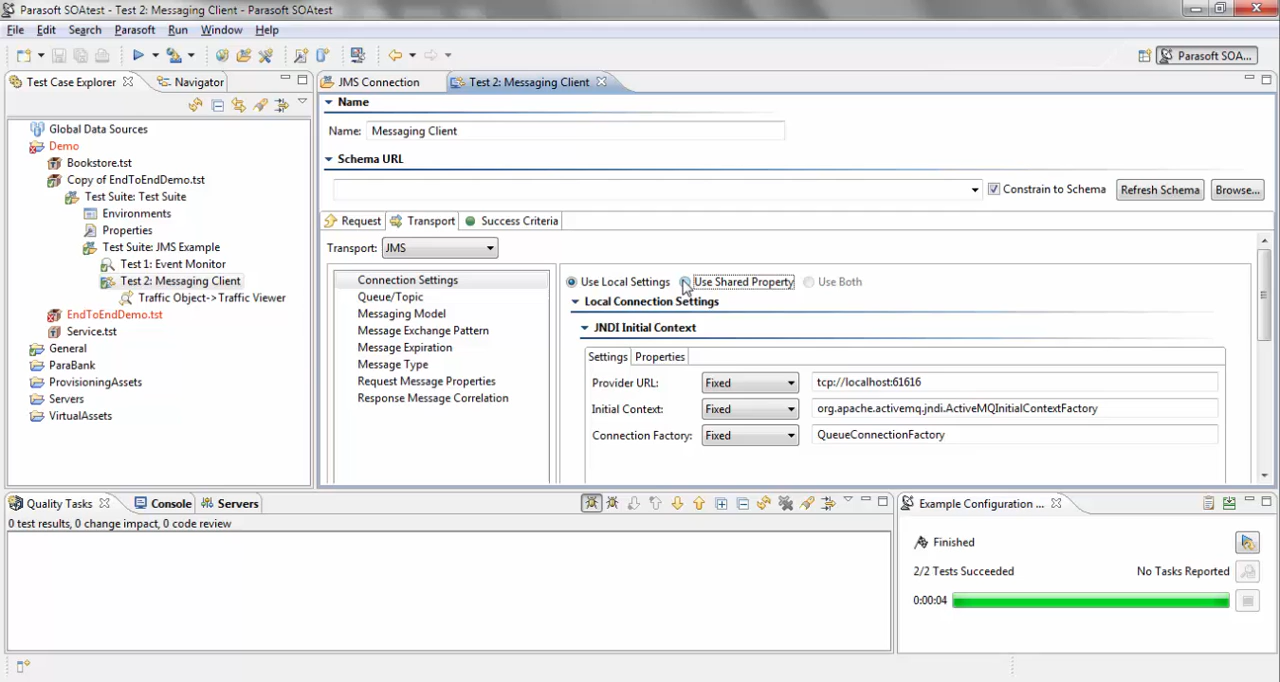 Parasoft SOAtest - Test 2: Messaging Client - Parasoft SOAtest
File Edit Search Parasoft Run Window Help
Parasoft SOA...
Test Case Explorer Navigator
Global Data Sources
Demo
Bookstore.tst
Copy of EndToEndDemo.tst
Test Suite: Test Suite
Environments
Properties
Test Suite: JMS Example
Test 1: Event Monitor
Test 2: Messaging Client
Traffic Object->Traffic Viewer
EndToEndDemo.tst
Service.tst
General
ParaBank
ProvisioningAssets
Servers
VirtualAssets
JMS Connection Test 2: Messaging Client
Name
Name: Messaging Client
Schema URL
Constrain to Schema Refresh Schema Browse...
Request Transport Success Criteria
Transport: JMS
Connection Settings
Queue/Topic
Messaging Model
Message Exchange Pattern
Message Expiration
Message Type
Request Message Properties
Response Message Correlation
Use Local Settings Use Shared Property Use Both
Local Connection Settings
JNDI Initial Context
Settings Properties
Provider URL: Fixed tcp://localhost:61616
Initial Context: Fixed org.apache.activemq.jndi.ActiveMQInitialContextFactory
Connection Factory: Fixed QueueConnectionFactory
Quality Tasks Console Servers
0 test results, 0 change impact, 0 code review
Example Configuration ...
Finished
2/2 Tests Succeeded No Tasks Reported
0:00:04